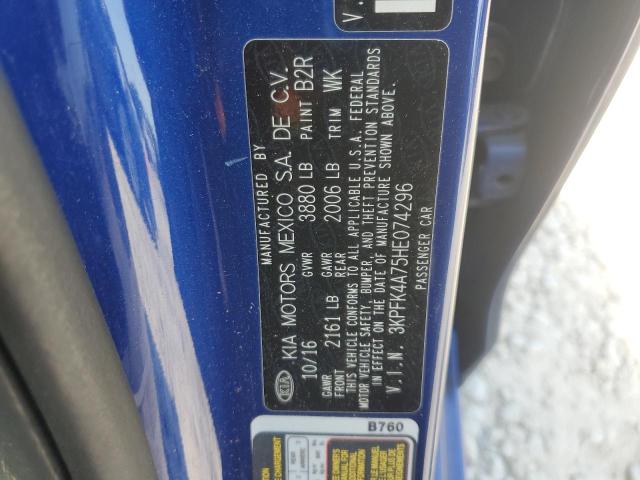 MANUFACTURED BY
KIA KIA MOTORS MEXICO S.A. DE C.V.
10/16 GVWR 3880 LB PAINT B2R
GAWR FRONT 2161 LB GAWR REAR 2006 LB TRIM WK
THIS VEHICLE CONFORMS TO ALL APPLICABLE U.S.A. FEDERAL
MOTOR VEHICLE SAFETY, BUMPER, AND THEFT PREVENTION STANDARDS
IN EFFECT ON THE DATE OF MANUFACTURE SHOWN ABOVE.
V.I.N. 3KPFK4A75HE074296
PASSENGER CAR
B760